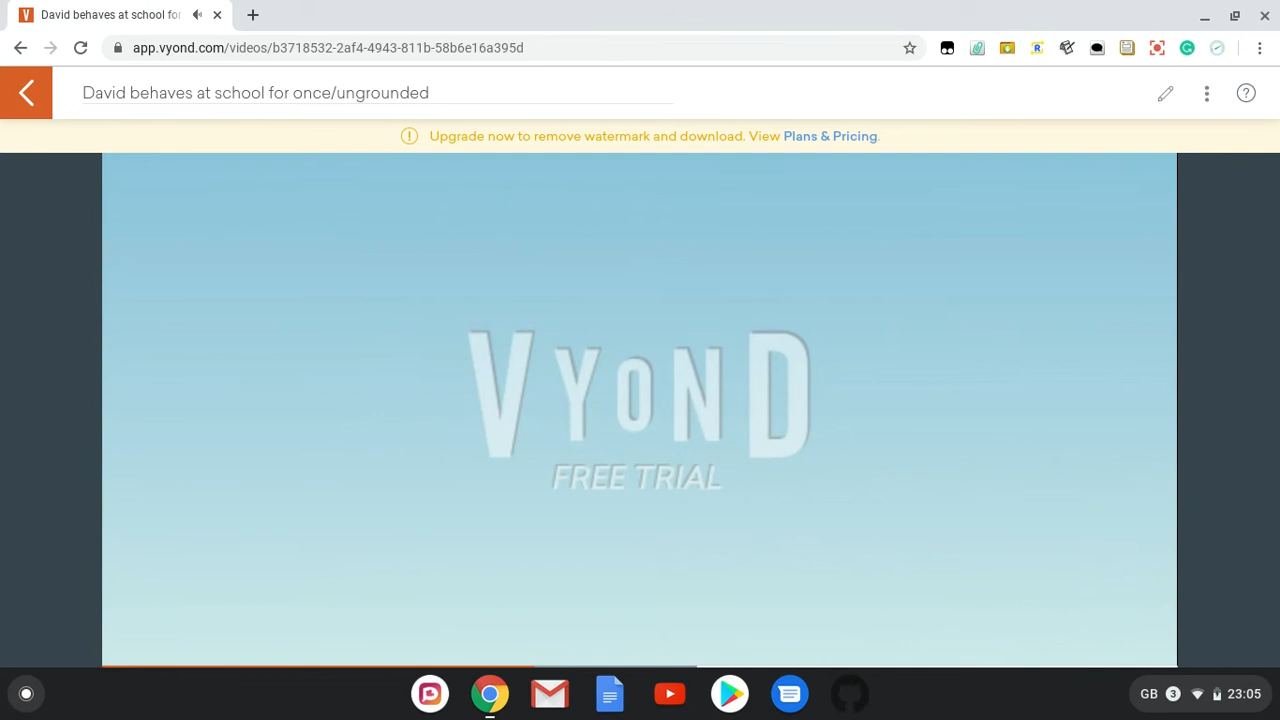 David behaves at school for
app.vyond.com/videos/b3718532-2af4-4943-811b-58b6e16a395d
David behaves at school for once/ungrounded
Upgrade now to remove watermark and download. View Plans & Pricing.
VYOND
FREE TRIAL
GB 3 23:05